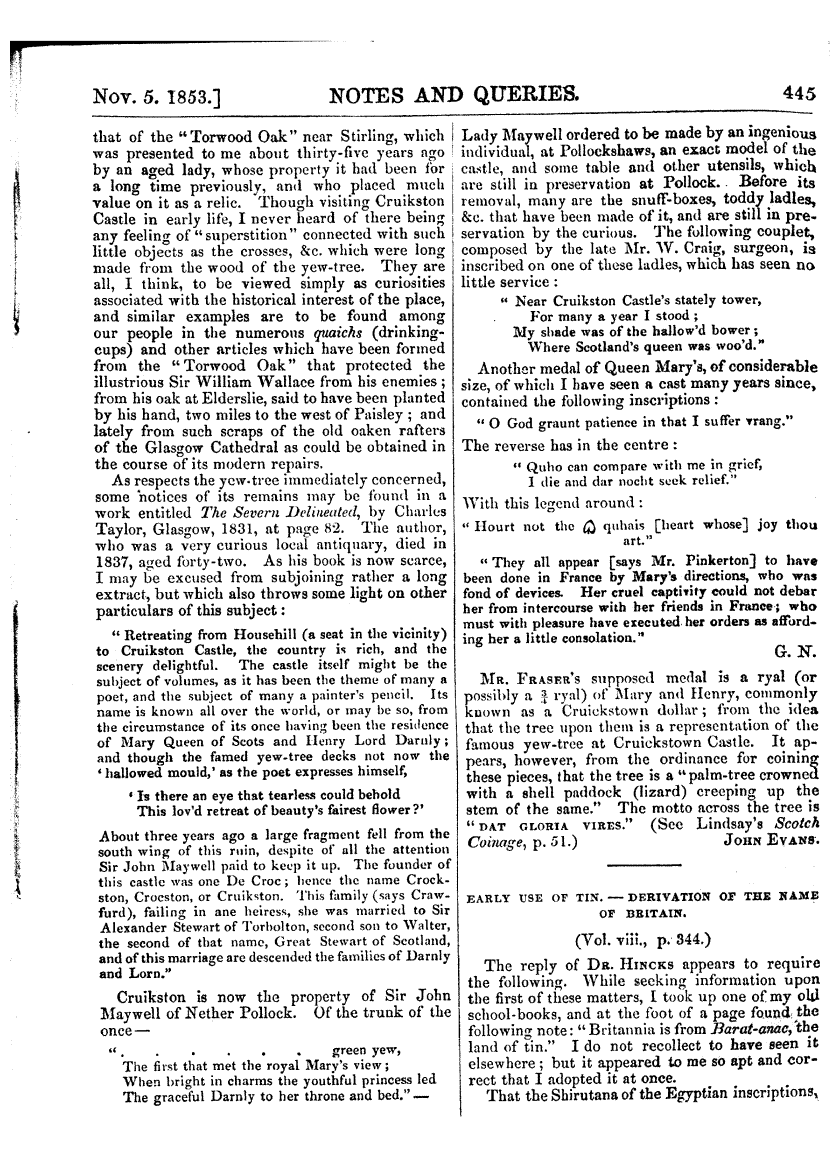 Nov. 5. 1853.] NOTES AND QUERIES. 445
that of the "Torwood Oak" near Stirling, which
was presented to me about thirty-five years ago
by an aged lady, whose property it had been for
a long time previously, and who placed much
value on it as a relic. Though visiting Cruikston
Castle in early life, I never heard of there being
any feeling of "superstition" connected with such
little objects as the crosses, &c. which were long
made from the wood of the yew-tree. They are
all, I think, to be viewed simply as curiosities
associated with the historical interest of the place,
and similar examples are to be found among
our people in the numerous quaichs (drinking-
cups) and other articles which have been formed
from the "Torwood Oak" that protected the
illustrious Sir William Wallace from his enemies;
from his oak at Elderslie, said to have been planted
by his hand, two miles to the west of Paisley; and
lately from such scraps of the old oaken rafters
of the Glasgow Cathedral as could be obtained in
the course of its modern repairs.
As respects the yew-tree immediately concerned,
some notices of its remains may be found in a
work entitled The Severn Delineated, by Charles
Taylor, Glasgow, 1831, at page 82. The author,
who was a very curious local antiquary, died in
1837, aged forty-two. As his book is now scarce,
I may be excused from subjoining rather a long
extract, but which also throws some light on other
particulars of this subject:
"Retreating from Househill (a seat in the vicinity)
to Cruikston Castle, the country is rich, and the
scenery delightful. The castle itself might be the
subject of volumes, as it has been the theme of many a
poet, and the subject of many a painter's pencil. Its
name is known all over the world, or may be so, from
the circumstance of its once having been the residence
of Mary Queen of Scots and Henry Lord Darnly;
and though the famed yew-tree decks not now the
'hallowed mould,' as the poet expresses himself,
'Is there an eye that tearless could behold
This lov'd retreat of beauty's fairest flower?'
About three years ago a large fragment fell from the
south wing of this ruin, despite of all the attention
Sir John Maywell paid to keep it up. The founder of
this castle was one De Croc; hence the name Crock-
ston, Crocston, or Cruikston. This family (says Craw-
furd), failing in ane heiress, she was married to Sir
Alexander Stewart of Torbolton, second son to Walter,
the second of that name, Great Stewart of Scotland,
and of this marriage are descended the families of Darnly
and Lorn."
Cruikston is now the property of Sir John
Maywell of Nether Pollock. Of the trunk of the
once—
". . . . . . green yew,
The first that met the royal Mary's view;
When bright in charms the youthful princess led
The graceful Darnly to her throne and bed."—
Lady Maywell ordered to be made by an ingenious
individual, at Pollockshaws, an exact model of the
castle, and some table and other utensils, which
are still in preservation at Pollock. Before its
removal, many are the snuff-boxes, toddy ladles,
&c. that have been made of it, and are still in pre-
servation by the curious. The following couplet,
composed by the late Mr. W. Craig, surgeon, is
inscribed on one of these ladles, which has seen no
little service:
"Near Cruikston Castle's stately tower,
For many a year I stood;
My shade was of the hallow'd bower;
Where Scotland's queen was woo'd."
Another medal of Queen Mary's, of considerable
size, of which I have seen a cast many years since,
contained the following inscriptions:
"O God graunt patience in that I suffer vrang."
The reverse has in the centre:
"Quho can compare with me in grief,
I die and dar nocht seek relief."
With this legend around:
"Hourt not the quhais [heart whose] joy thou
art."
"They all appear [says Mr. Pinkerton] to have
been done in France by Mary's directions, who was
fond of devices. Her cruel captivity could not debar
her from intercourse with her friends in France; who
must with pleasure have executed her orders as afford-
ing her a little consolation."
G. N.
MR. FRASER'S supposed medal is a ryal (or
possibly a ⅔ ryal) of Mary and Henry, commonly
known as a Cruickstown dollar; from the idea
that the tree upon them is a representation of the
famous yew-tree at Cruickstown Castle. It ap-
pears, however, from the ordinance for coining
these pieces, that the tree is a "palm-tree crowned
with a shell paddock (lizard) creeping up the
stem of the same." The motto across the tree is
"DAT GLORIA VIRES." (See Lindsay's Scotch
Coinage, p. 51.) JOHN EVANS.
EARLY USE OF TIN.—DERIVATION OF THE NAME
OF BRITAIN.
(Vol. viii., p. 344.)
The reply of DR. HINCKS appears to require
the following. While seeking information upon
the first of these matters, I took up one of my old
school-books, and at the foot of a page found the
following note: "Britannia is from Barat-anac, the
land of tin." I do not recollect to have seen it
elsewhere; but it appeared to me so apt and cor-
rect that I adopted it at once.
That the Shirutana of the Egyptian inscriptions,